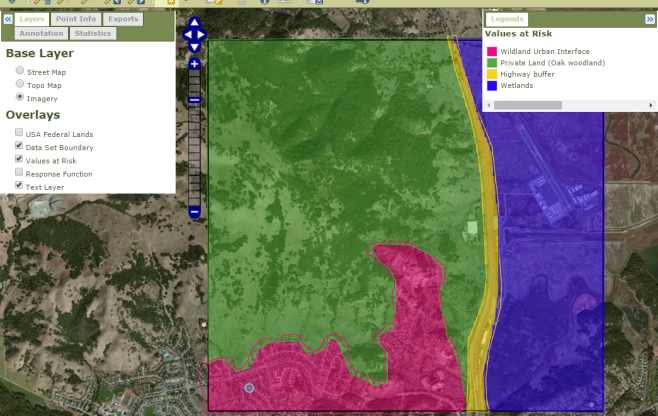 Layers
Point Info
Exports
Annotation
Statistics
Base Layer
Street Map
Topo Map
Imagery
Overlays
USA Federal Lands
Data Set Boundary
Values at Risk
Response Function
Text Layer
Legends
Values at Risk
Wildland Urban Interface
Private Land (Oak woodland)
Highway buffer
Wetlands